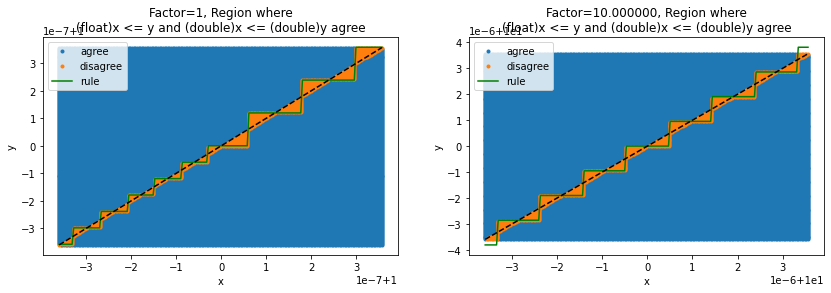 Factor=1, Region where
(float)x <= y and (double)x <= (double)y agree
1e-7+1
agree
disagree
rule
3
2
1
0
−1
−2
−3
y
−3
−2
−1
0
1
2
3
x
1e-7+1
Factor=10.000000, Region where
(float)x <= y and (double)x <= (double)y agree
1e-6+1e1
agree
disagree
rule
4
3
2
1
0
−1
−2
−3
−4
y
−3
−2
−1
0
1
2
3
x
1e-6+1e1